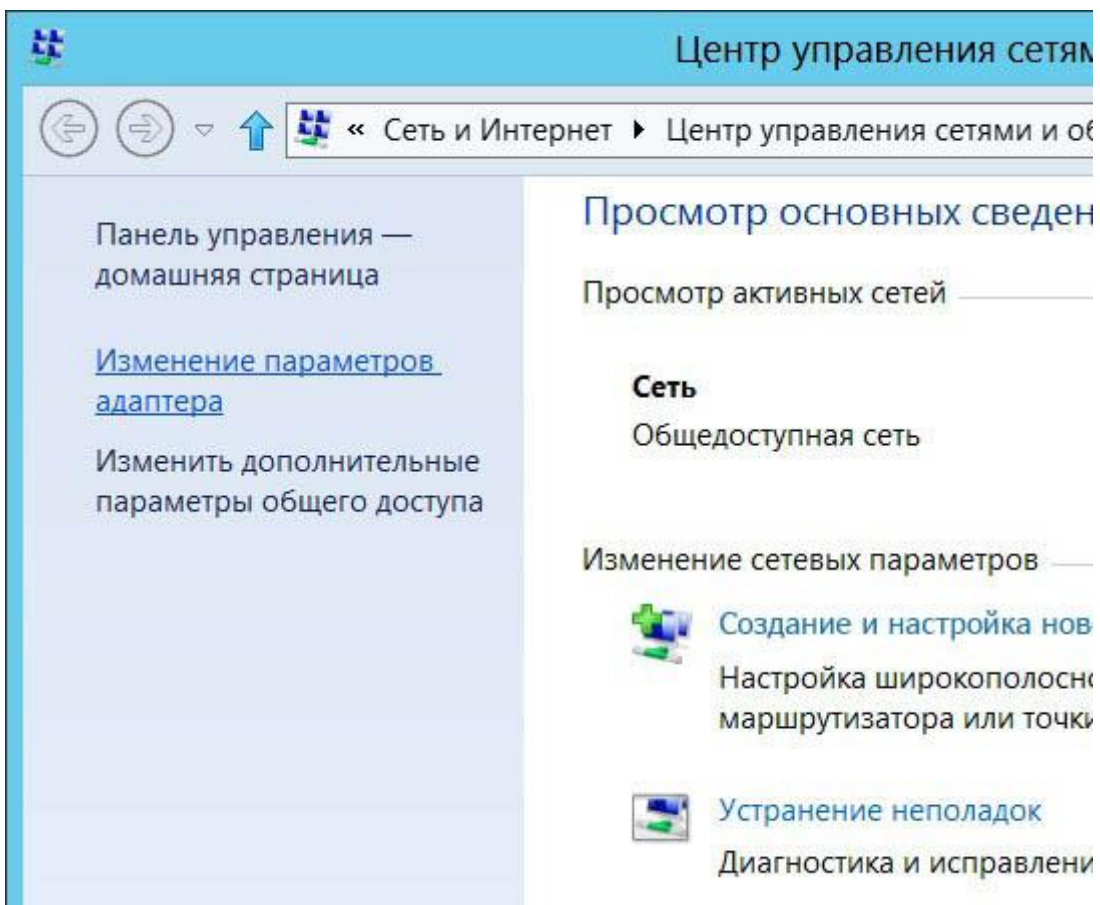 Центр управления сетям
« Сеть и Интернет ▸ Центр управления сетями и об
Панель управления —
домашняя страница
Изменение параметров
адаптера
Изменить дополнительные
параметры общего доступа
Просмотр основных сведен
Просмотр активных сетей
Сеть
Общедоступная сеть
Изменение сетевых параметров
Создание и настройка нов
Настройка широкополосно
маршрутизатора или точки
Устранение неполадок
Диагностика и исправлени